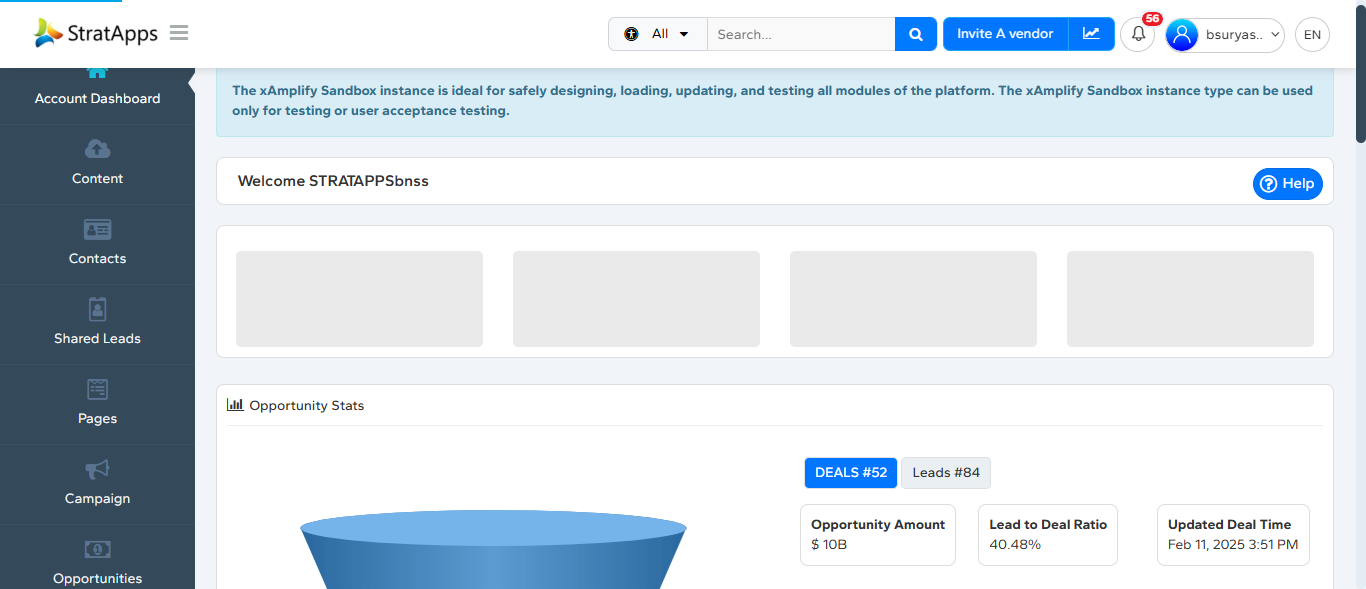 StratApps
All
Search...
Invite A vendor
56
bsuryas..
EN
Account Dashboard
Content
Contacts
Shared Leads
Pages
Campaign
Opportunities
The xAmplify Sandbox instance is ideal for safely designing, loading, updating, and testing all modules of the platform. The xAmplify Sandbox instance type can be used
only for testing or user acceptance testing.
Welcome STRATAPPSbnss
Help
Opportunity Stats
DEALS #52
Leads #84
Opportunity Amount
$ 10B
Lead to Deal Ratio
40.48%
Updated Deal Time
Feb 11, 2025 3:51 PM